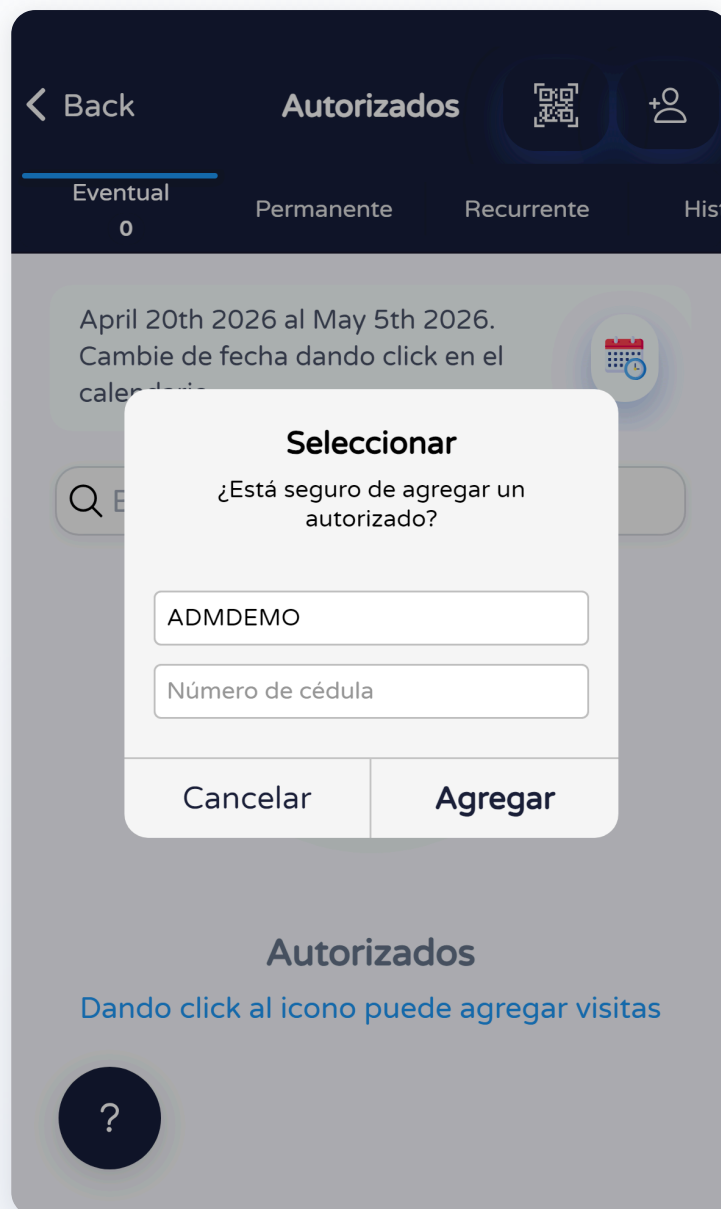 Back
Autorizados
Eventual
0
Permanente
Recurrente
His
April 20th 2026 al May 5th 2026.
Cambie de fecha dando click en el
Seleccionar
¿Está seguro de agregar un
autorizado?
ADMDEMO
Número de cédula
Cancelar
Agregar
Autorizados
Dando click al icono puede agregar visitas
?